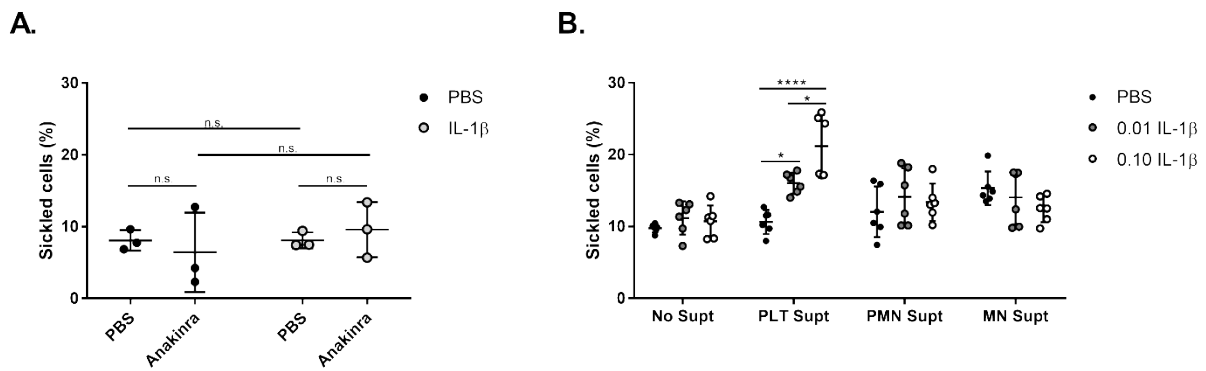 A.
B.
Sickled cells (%)
30
20
10
0
n.s.
n.s.
n.s
n.s
PBS
IL-1β
PBS
Anakinra
PBS
Anakinra
Sickled cells (%)
30
20
10
0
****
*
*
PBS
0.01 IL-1β
0.10 IL-1β
No Supt
PLT Supt
PMN Supt
MN Supt